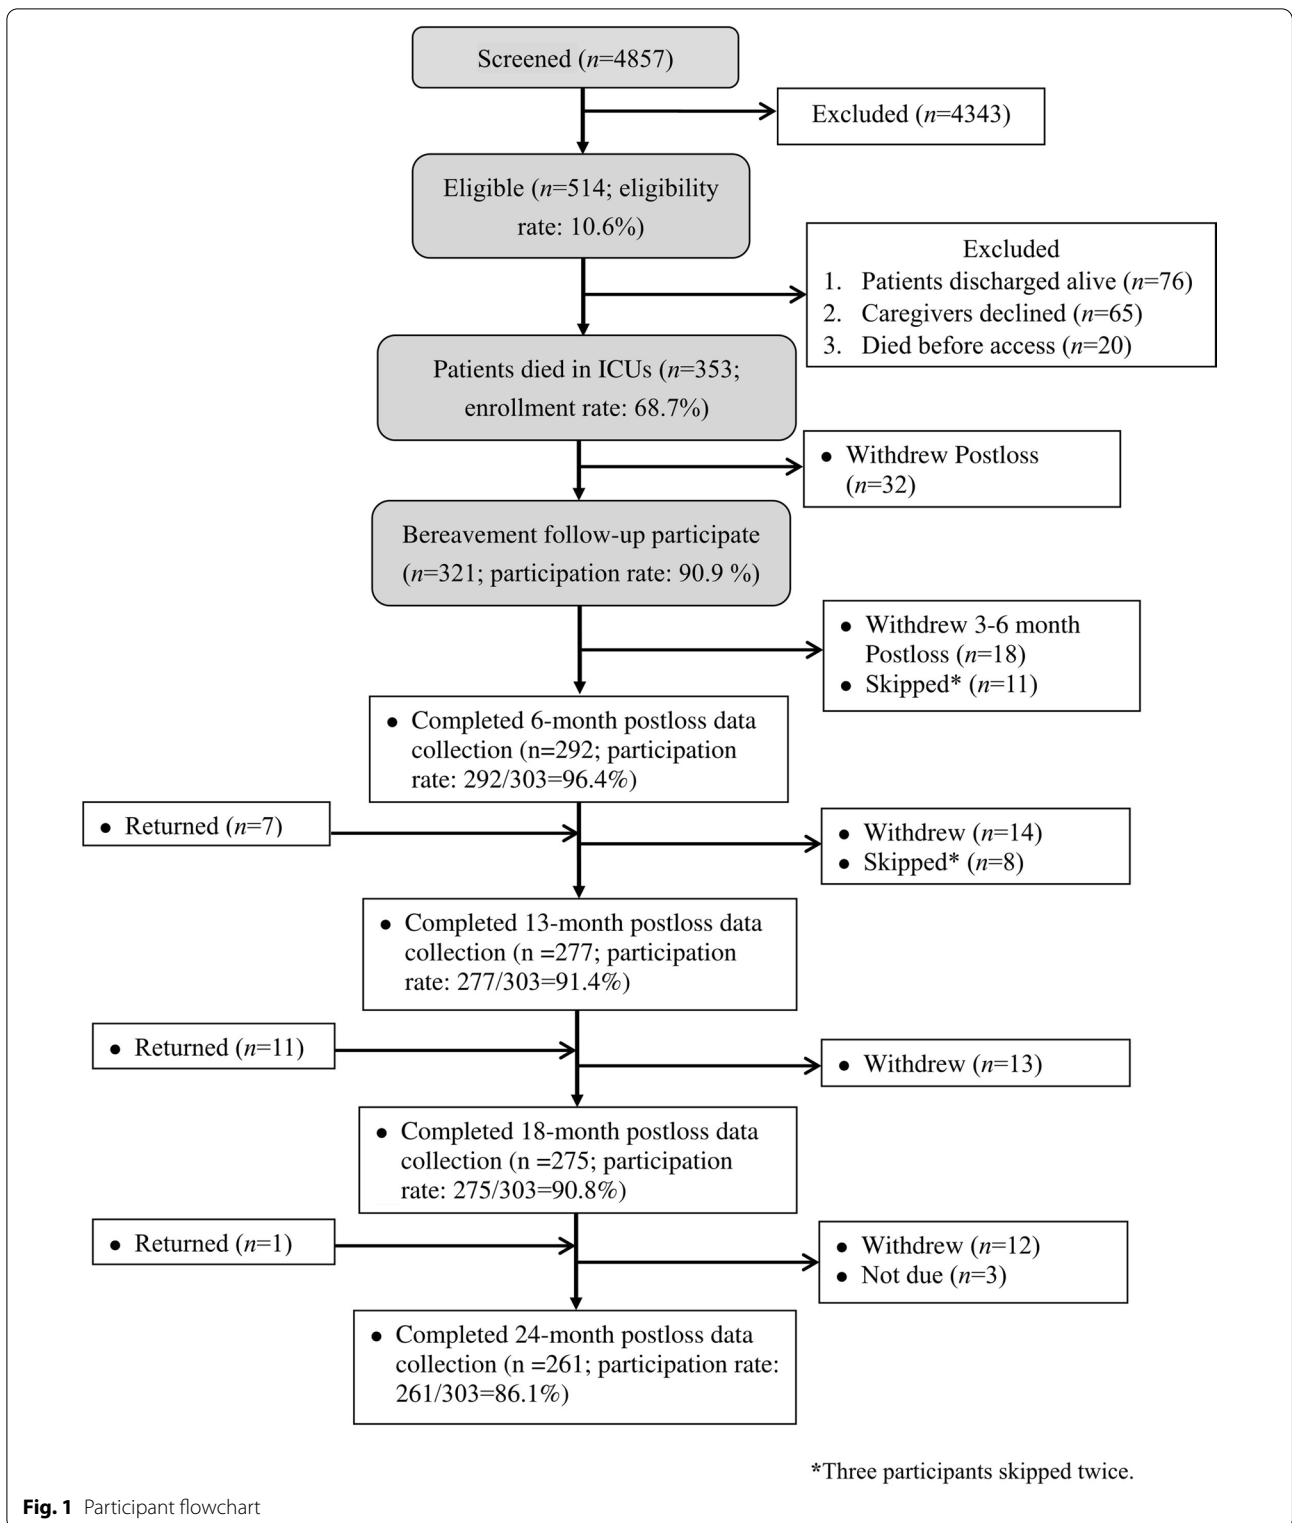 Screened (n=4857)
Excluded (n=4343)
Eligible (n=514; eligibility
rate: 10.6%)
Excluded
1. Patients discharged alive (n=76)
2. Caregivers declined (n=65)
3. Died before access (n=20)
Patients died in ICUs (n=353;
enrollment rate: 68.7%)
● Withdrew Postloss
(n=32)
Bereavement follow-up participate
(n=321; participation rate: 90.9 %)
● Withdrew 3-6 month
Postloss (n=18)
● Skipped* (n=11)
● Completed 6-month postloss data
collection (n=292; participation
rate: 292/303=96.4%)
● Returned (n=7)
● Withdrew (n=14)
● Skipped* (n=8)
● Completed 13-month postloss data
collection (n =277; participation
rate: 277/303=91.4%)
● Returned (n=11)
● Withdrew (n=13)
● Completed 18-month postloss data
collection (n =275; participation
rate: 275/303=90.8%)
● Returned (n=1)
● Withdrew (n=12)
● Not due (n=3)
● Completed 24-month postloss data
collection (n =261; participation rate:
261/303=86.1%)
*Three participants skipped twice.
Fig. 1 Participant flowchart